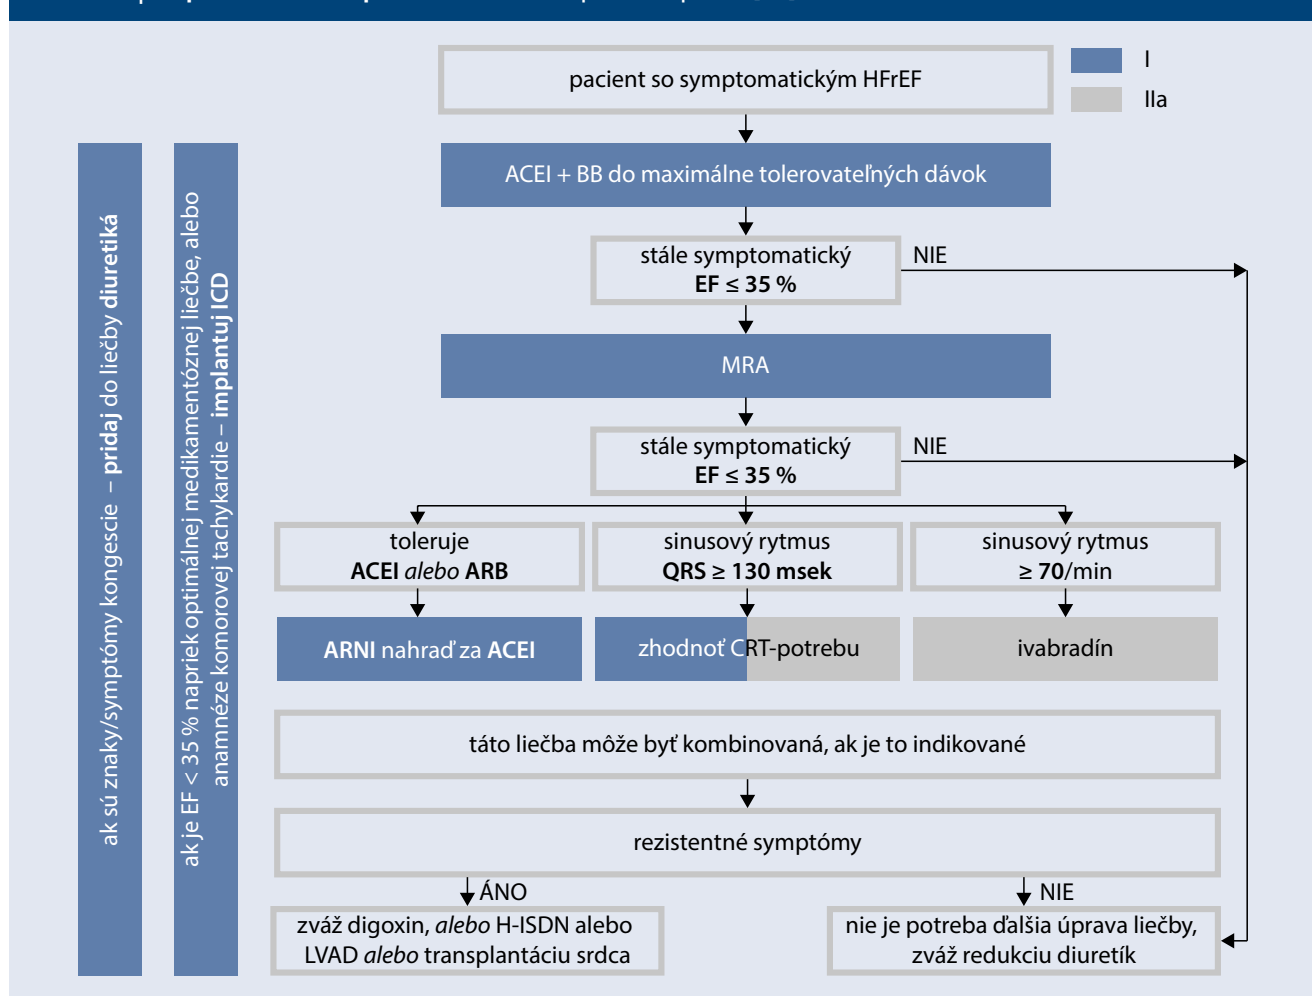 pacient so symptomatickým HFrEF
I
IIa
ak sú znaky/symptómy kongescie – pridaj do liečby diuretiká
ak je EF < 35 % napriek optimálnej medikamentóznej liečbe, alebo
anamnéze komorovej tachykardie – implantuj ICD
ACEI + BB do maximálne tolerovateľných dávok
stále symptomatický
EF ≤ 35 %
NIE
MRA
stále symptomatický
EF ≤ 35 %
NIE
toleruje
ACEI alebo ARB
sinusový rytmus
QRS ≥ 130 msek
sinusový rytmus
≥ 70/min
ARNI nahraď za ACEI
zhodnoť CRT-potrebu
ivabradín
táto liečba môže byť kombinovaná, ak je to indikované
rezistentné symptómy
ÁNO
NIE
zváž digoxin, alebo H-ISDN alebo
LVAD alebo transplantáciu srdca
nie je potreba ďalšia úprava liečby,
zváž redukciu diuretík